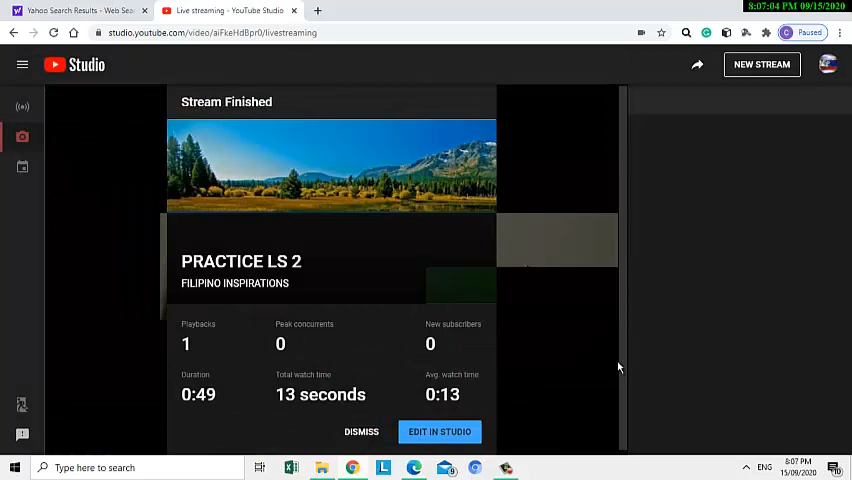 8:07:04 PM 09/15/2020
Yahoo Search Results - Web Sea
Live streaming - YouTube Studio
studio.youtube.com/video/aiFkeHdBpr0/livestreaming
C
Paused
Studio
NEW STREAM
Stream Finished
PRACTICE LS 2
FILIPINO INSPIRATIONS
Playbacks
Peak concurrents
New subscribers
1
0
0
Duration
Total watch time
Avg. watch time
0:49
13 seconds
0:13
DISMISS
EDIT IN STUDIO
Type here to search
ENG
8:07 PM
15/09/2020